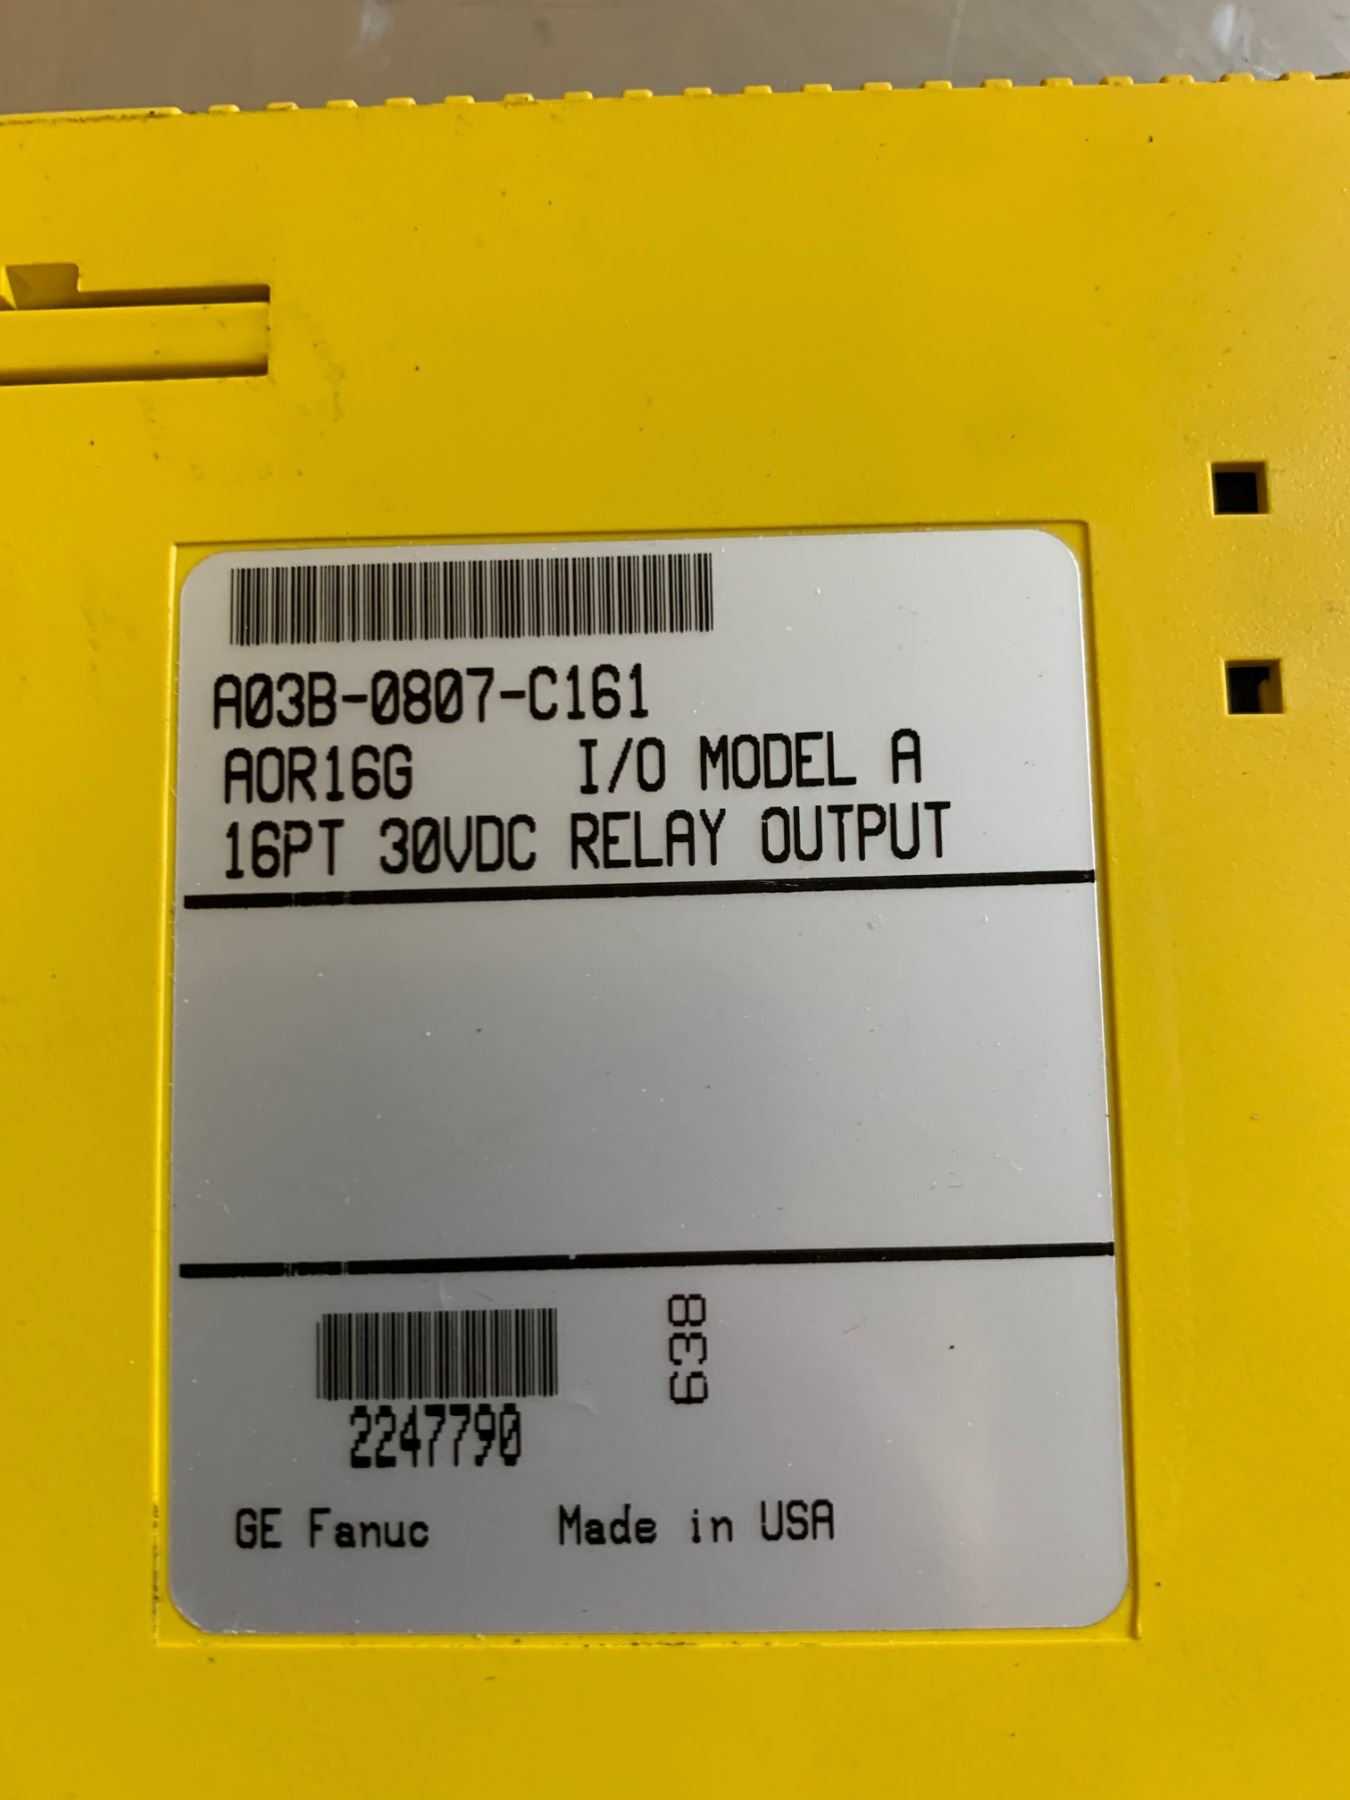 A03B-0807-C161
AOR16G I/O MODEL A
16PT 30VDC RELAY OUTPUT
638
2247790
GE Fanuc Made in USA